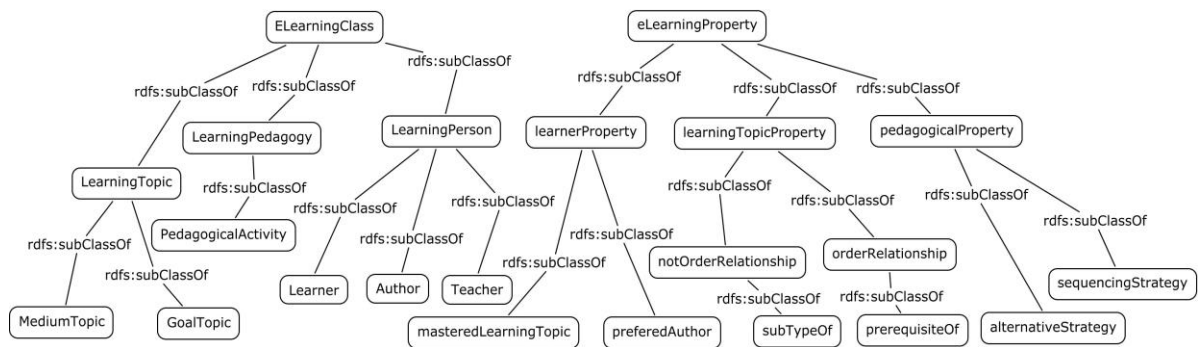 ELearningClass
eLearningProperty
rdfs:subClassOf
rdfs:subClassOf
rdfs:subClassOf
rdfs:subClassOf
rdfs:subClassOf
rdfs:subClassOf
LearningPedagogy
LearningPerson
learnerProperty
learningTopicProperty
pedagogicalProperty
LearningTopic
rdfs:subClassOf
rdfs:subClassOf
rdfs:subClassOf
rdfs:subClassOf
rdfs:subClassOf
rdfs:subClassOf
rdfs:subClassOf
PedagogicalActivity
rdfs:subClassOf
rdfs:subClassOf
rdfs:subClassOf
rdfs:subClassOf
rdfs:subClassOf
rdfs:subClassOf
rdfs:subClassOf
notOrderRelationship
orderRelationship
Learner
Author
Teacher
sequencingStrategy
rdfs:subClassOf
rdfs:subClassOf
MediumTopic
GoalTopic
masteredLearningTopic
preferedAuthor
subTypeOf
prerequisiteOf
alternativeStrategy